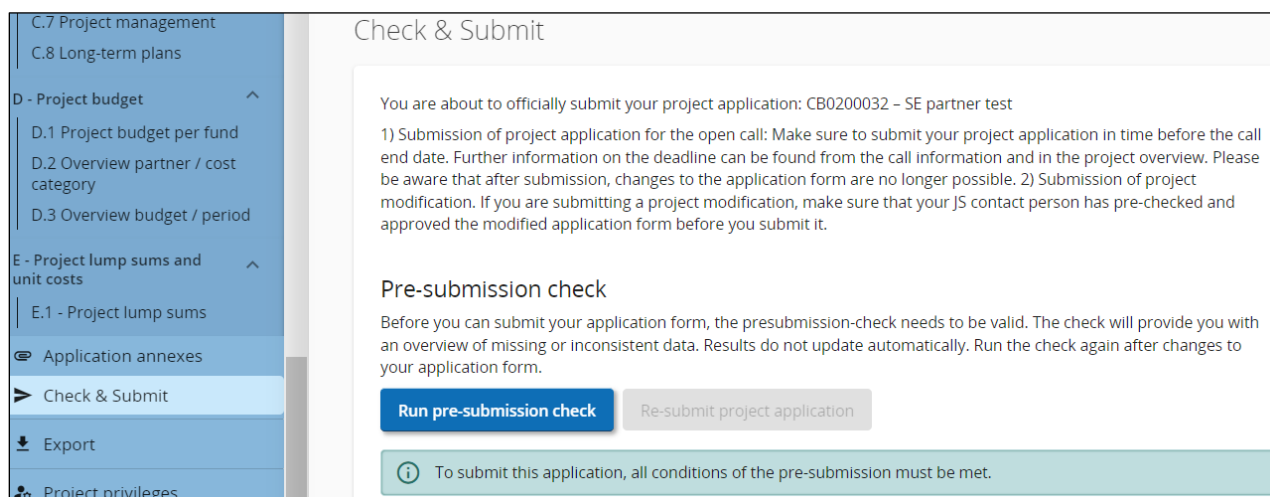 C.7 Project management
C.8 Long-term plans
D - Project budget
D.1 Project budget per fund
D.2 Overview partner / cost
category
D.3 Overview budget / period
E - Project lump sums and
unit costs
E.1 - Project lump sums
Application annexes
Check & Submit
Export
Project privileges
Check & Submit
You are about to officially submit your project application: CB0200032 – SE partner test
1) Submission of project application for the open call: Make sure to submit your project application in time before the call
end date. Further information on the deadline can be found from the call information and in the project overview. Please
be aware that after submission, changes to the application form are no longer possible. 2) Submission of project
modification. If you are submitting a project modification, make sure that your JS contact person has pre-checked and
approved the modified application form before you submit it.
Pre-submission check
Before you can submit your application form, the presubmission-check needs to be valid. The check will provide you with
an overview of missing or inconsistent data. Results do not update automatically. Run the check again after changes to
your application form.
Run pre-submission check
Re-submit project application
To submit this application, all conditions of the pre-submission must be met.